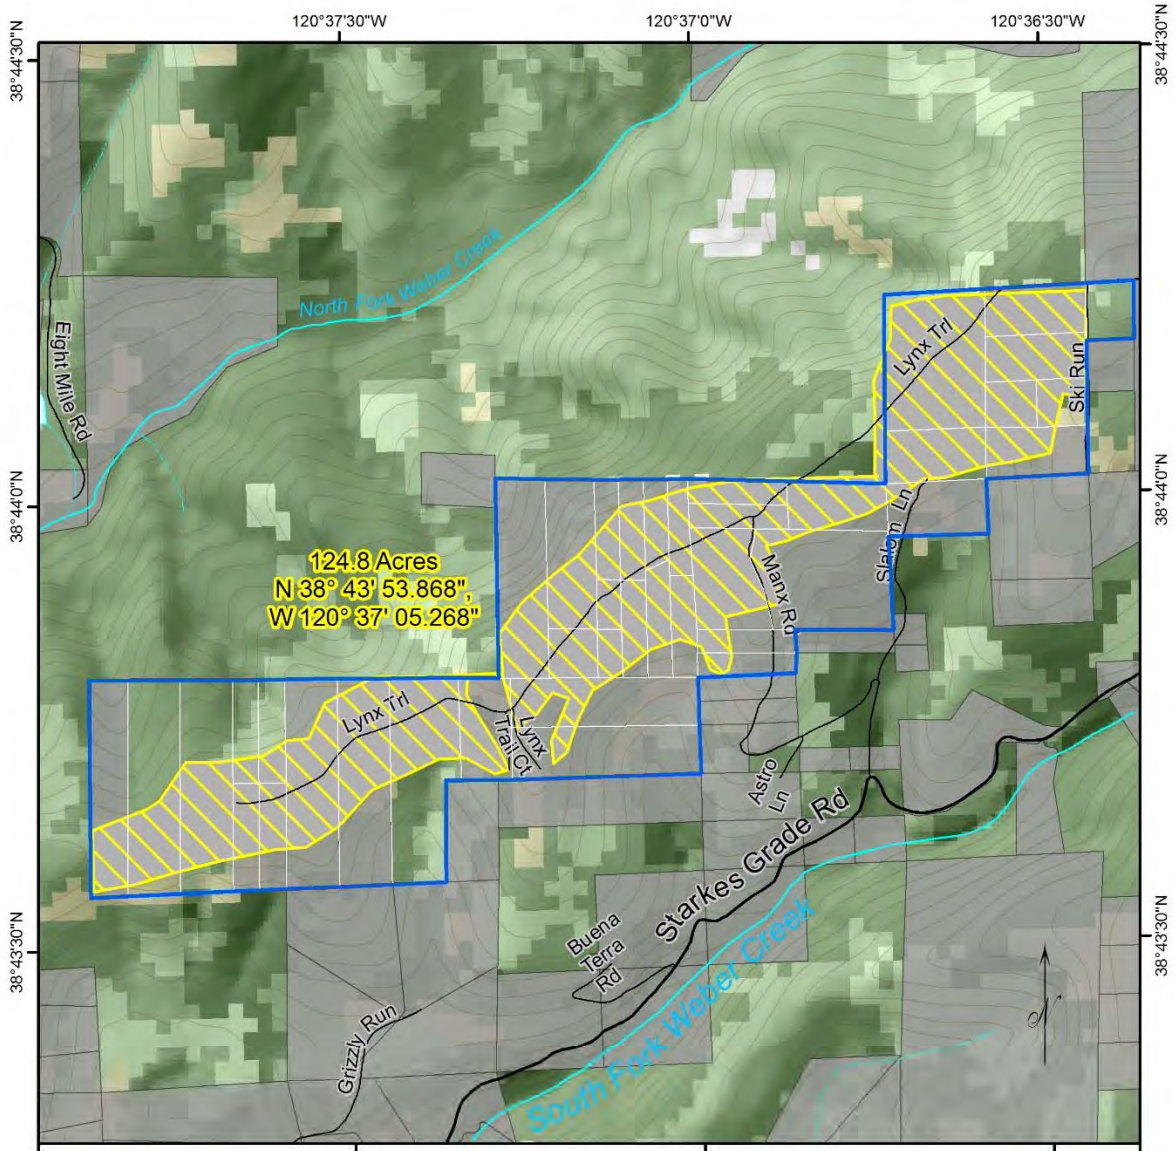 120°37'30"W
120°37'0"W
120°36'30"W
38°44'30"N
38°44'30"N
North Fork Weber Creek
Eight Mile Rd
Lynx Trl
Ski Run
38°44'0"N
38°44'0"N
Slalom Ln
124.8 Acres
N 38° 43' 53.868",
W 120° 37' 05.268"
Manx Rd
Lynx Trl
Lynx
Trail Ct
Astro
Ln
Starkes Grade Rd
Buena
Terra
Rd
38°43'30"N
38°43'30"N
South Fork Weber Creek
Grizzly Run